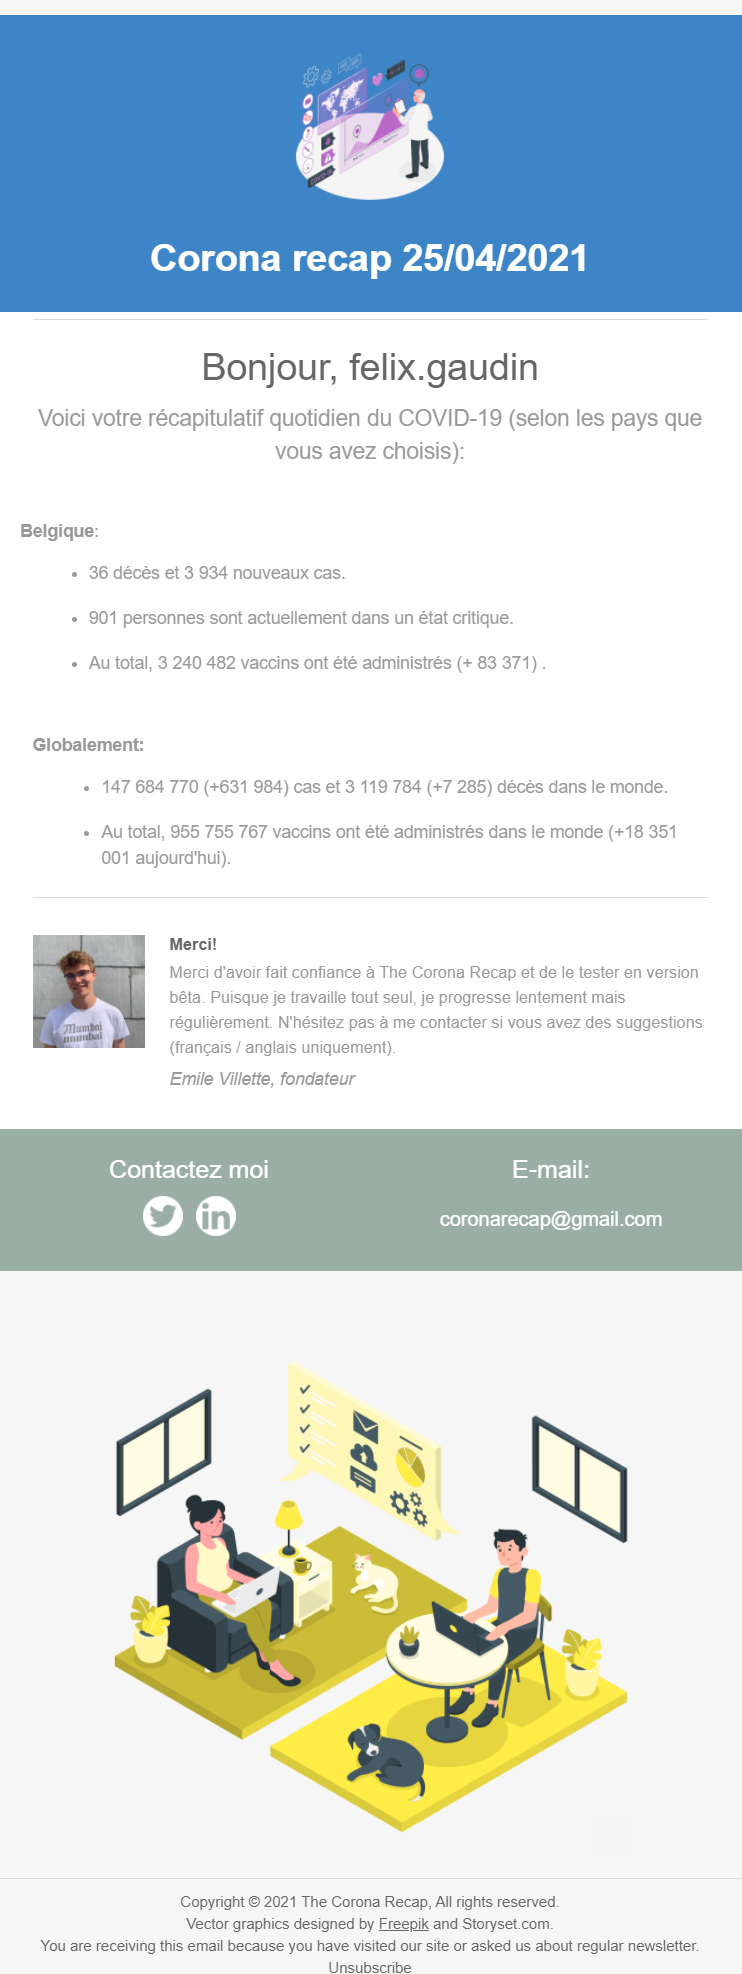 Corona recap 25/04/2021
Bonjour, felix.gaudin
Voici votre récapitulatif quotidien du COVID-19 (selon les pays que
vous avez choisis):
Belgique:
• 36 décès et 3 934 nouveaux cas.
• 901 personnes sont actuellement dans un état critique.
• Au total, 3 240 482 vaccins ont été administrés (+ 83 371) .
Globalement:
• 147 684 770 (+631 984) cas et 3 119 784 (+7 285) décès dans le monde.
• Au total, 955 755 767 vaccins ont été administrés dans le monde (+18 351
001 aujourd'hui).
Mumbai
mumbai
Merci!
Merci d'avoir fait confiance à The Corona Recap et de le tester en version
bêta. Puisque je travaille tout seul, je progresse lentement mais
régulièrement. N'hésitez pas à me contacter si vous avez des suggestions
(français / anglais uniquement).
Emile Villette, fondateur
Contactez moi
in
E-mail:
coronarecap@gmail.com
Copyright © 2021 The Corona Recap, All rights reserved.
Vector graphics designed by Freepik and Storyset.com.
You are receiving this email because you have visited our site or asked us about regular newsletter.
Unsubscribe